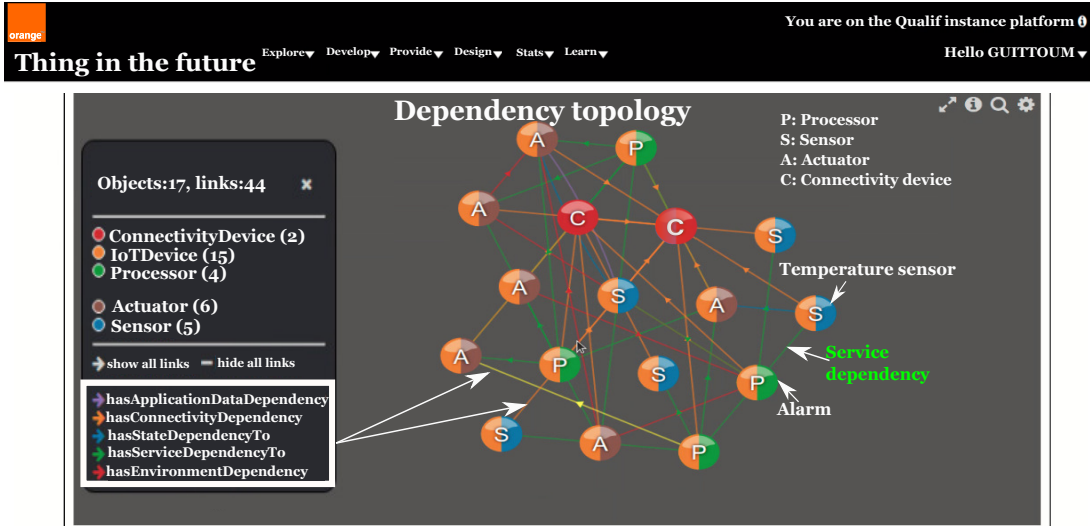 orange
You are on the Qualif instance platform
Thing in the future
Explore Develop Provide Design Stats Learn
Hello GUITTOUM
Dependency topology
P: Processor
S: Sensor
A: Actuator
C: Connectivity device
Objects:17, links:44
ConnectivityDevice (2)
IoTDevice (15)
Processor (4)
Actuator (6)
Sensor (5)
show all links hide all links
hasApplicationDataDependency
hasConnectivityDependency
hasStateDependencyTo
hasServiceDependencyTo
hasEnvironmentDependency
A
P
A
C
C
S
Temperature sensor
A
S
A
S
Service
dependency
A
P
S
P
Alarm
S
A
P